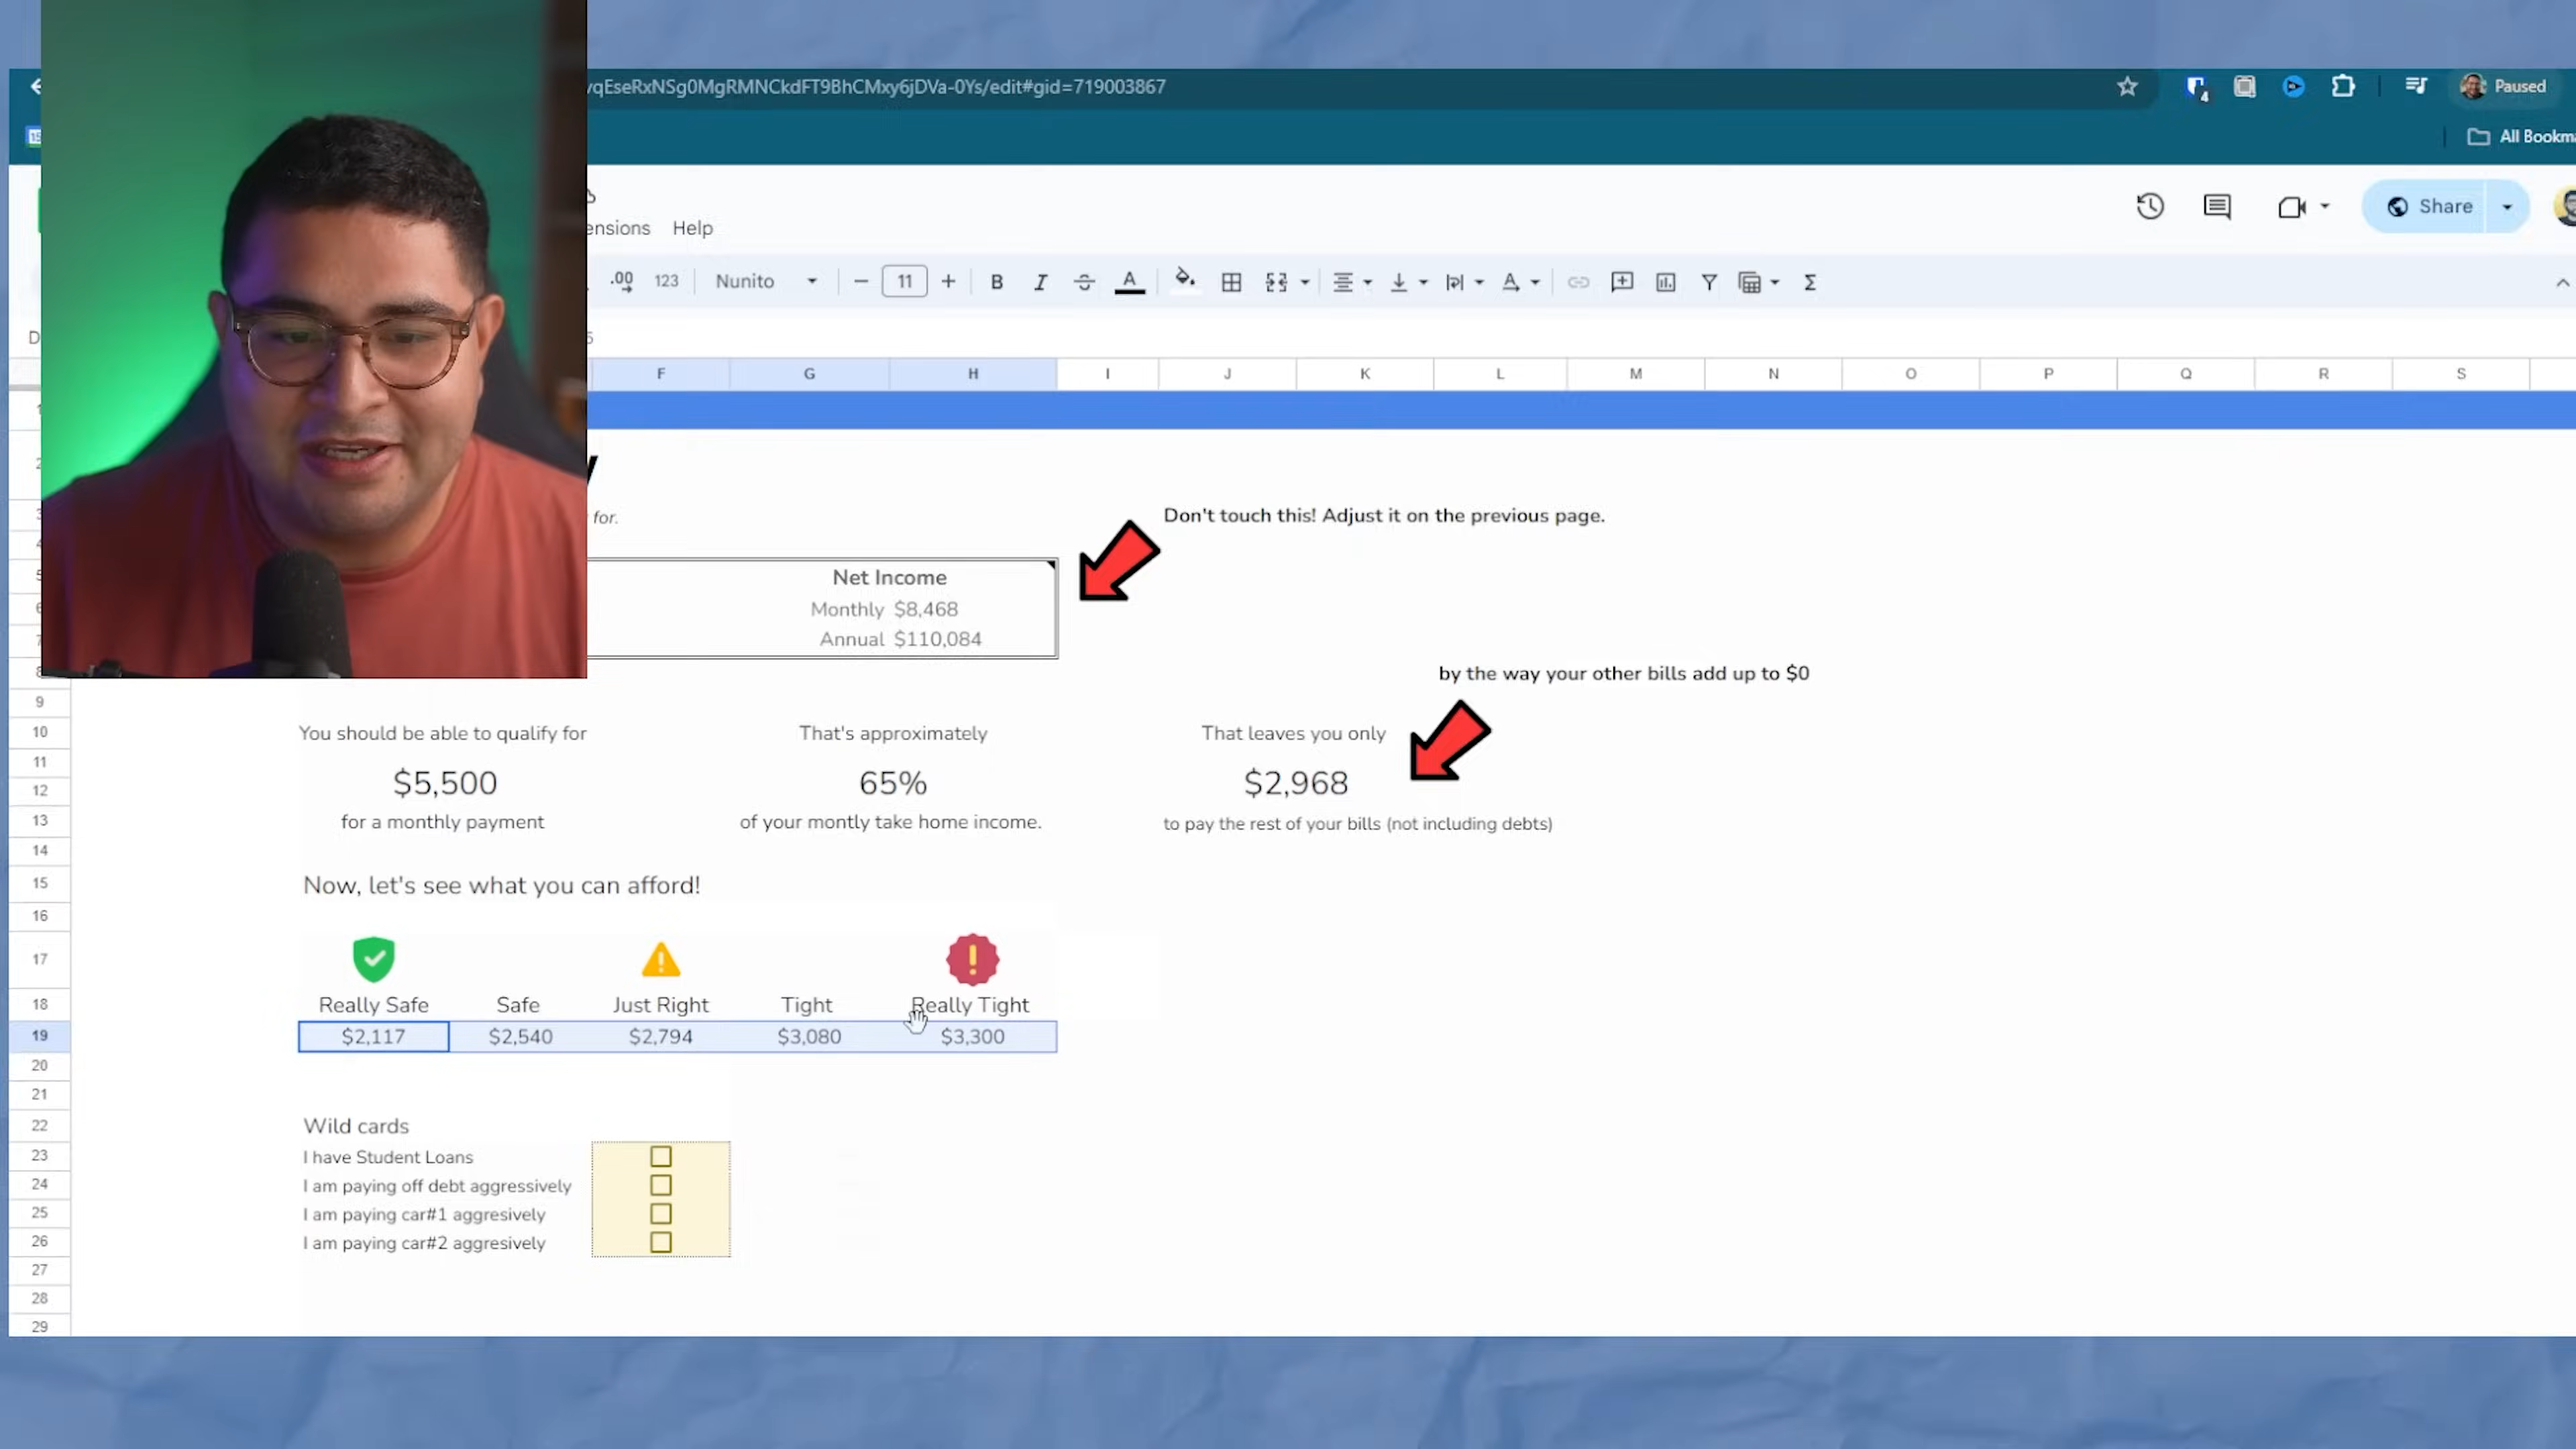 vqEseRxNSg0MgRMNCkdFT9BhCMxy6jDVa-0Ys/edit#gid=719003867
4
Paused
All Bookma
Share
ensions Help
.00 123 Nunito 11 B I A
D
F G H I J K L M N O P Q R S
for.
Don't touch this! Adjust it on the previous page.
Net Income
Monthly $8,468
Annual $110,084
by the way your other bills add up to $0
9
10 You should be able to qualify for That's approximately That leaves you only
11
12 $5,500 65% $2,968
13 for a monthly payment of your montly take home income. to pay the rest of your bills (not including debts)
14
15 Now, let's see what you can afford!
16
17
18 Really Safe Safe Just Right Tight Really Tight
19 $2,117 $2,540 $2,794 $3,080 $3,300
20
21
22 Wild cards
23 I have Student Loans
24 I am paying off debt aggressively
25 I am paying car#1 aggresively
26 I am paying car#2 aggresively
27
28
29